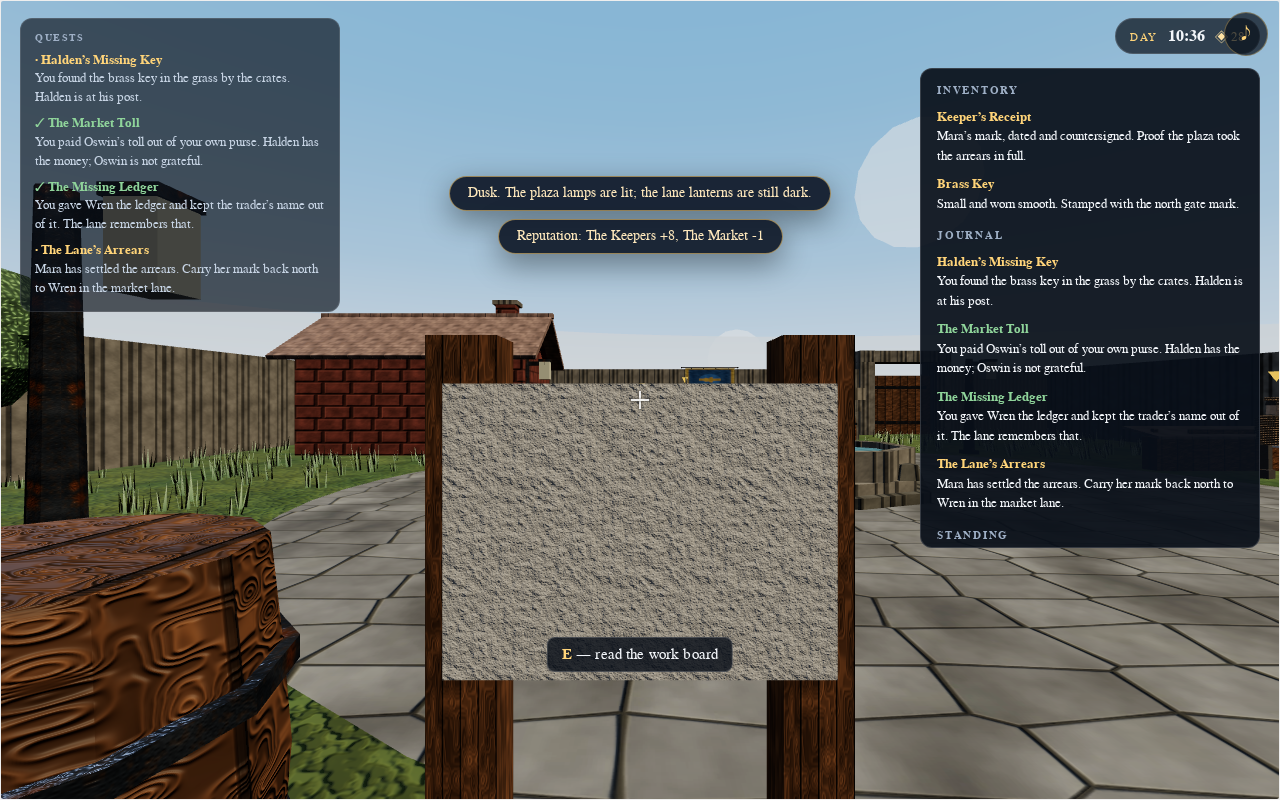 QUESTS
· Halden's Missing Key
You found the brass key in the grass by the crates.
Halden is at his post.
✓ The Market Toll
You paid Oswin's toll out of your own purse. Halden has
the money; Oswin is not grateful.
✓ The Missing Ledger
You gave Wren the ledger and kept the trader's name out
of it. The lane remembers that.
· The Lane's Arrears
Mara has settled the arrears. Carry her mark back north
to Wren in the market lane.
Dusk. The plaza lamps are lit; the lane lanterns are still dark.
Reputation: The Keepers +8, The Market -1
E — read the work board
DAY 10:36
INVENTORY
Keeper's Receipt
Mara's mark, dated and countersigned. Proof the plaza took
the arrears in full.
Brass Key
Small and worn smooth. Stamped with the north gate mark.
JOURNAL
Halden's Missing Key
You found the brass key in the grass by the crates. Halden is
at his post.
The Market Toll
You paid Oswin's toll out of your own purse. Halden has the
money; Oswin is not grateful.
The Missing Ledger
You gave Wren the ledger and kept the trader's name out of
it. The lane remembers that.
The Lane's Arrears
Mara has settled the arrears. Carry her mark back north to
Wren in the market lane.
STANDING